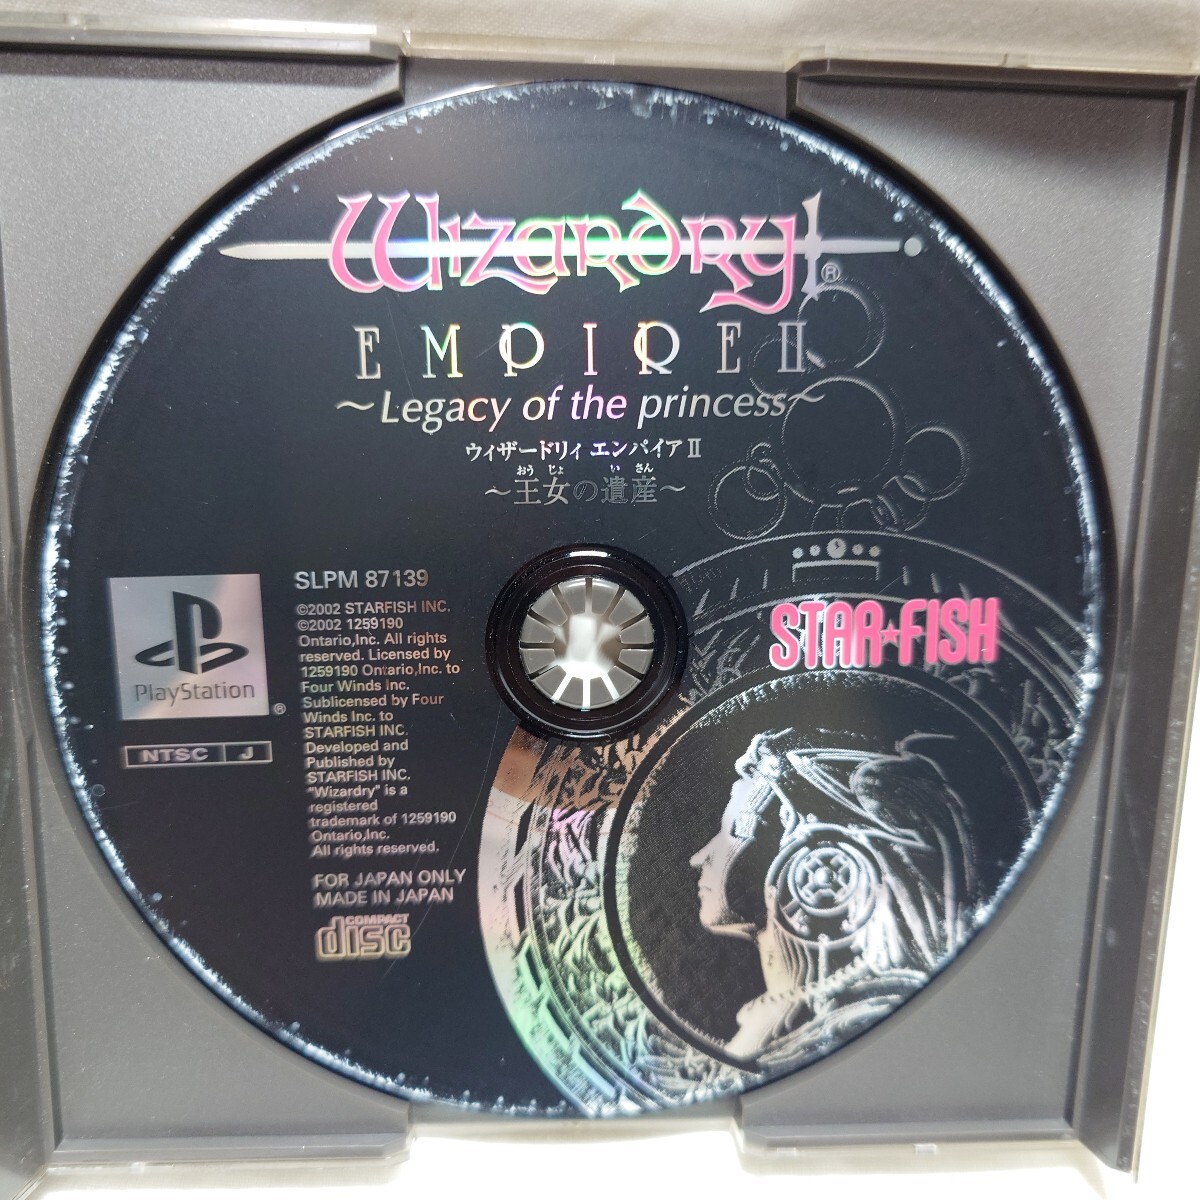 Wizardry®
EMPIRE II
～Legacy of the princess～
ウィザードリィ エンパイア II
おうじょ いさん
～王女の遺産～
SLPM 87139
©2002 STARFISH INC.
©2002 1259190
Ontario,Inc. All rights
reserved. Licensed by
1259190 Ontario,Inc. to
Four Winds Inc.
Sublicensed by Four
Winds Inc. to
STARFISH INC.
Developed and
Published by
STARFISH INC.
"Wizardry" is a
registered
trademark of 1259190
Ontario,Inc.
All rights reserved.
FOR JAPAN ONLY
MADE IN JAPAN
COMPACT
disc
PlayStation
®
NTSC J
STAR★FISH